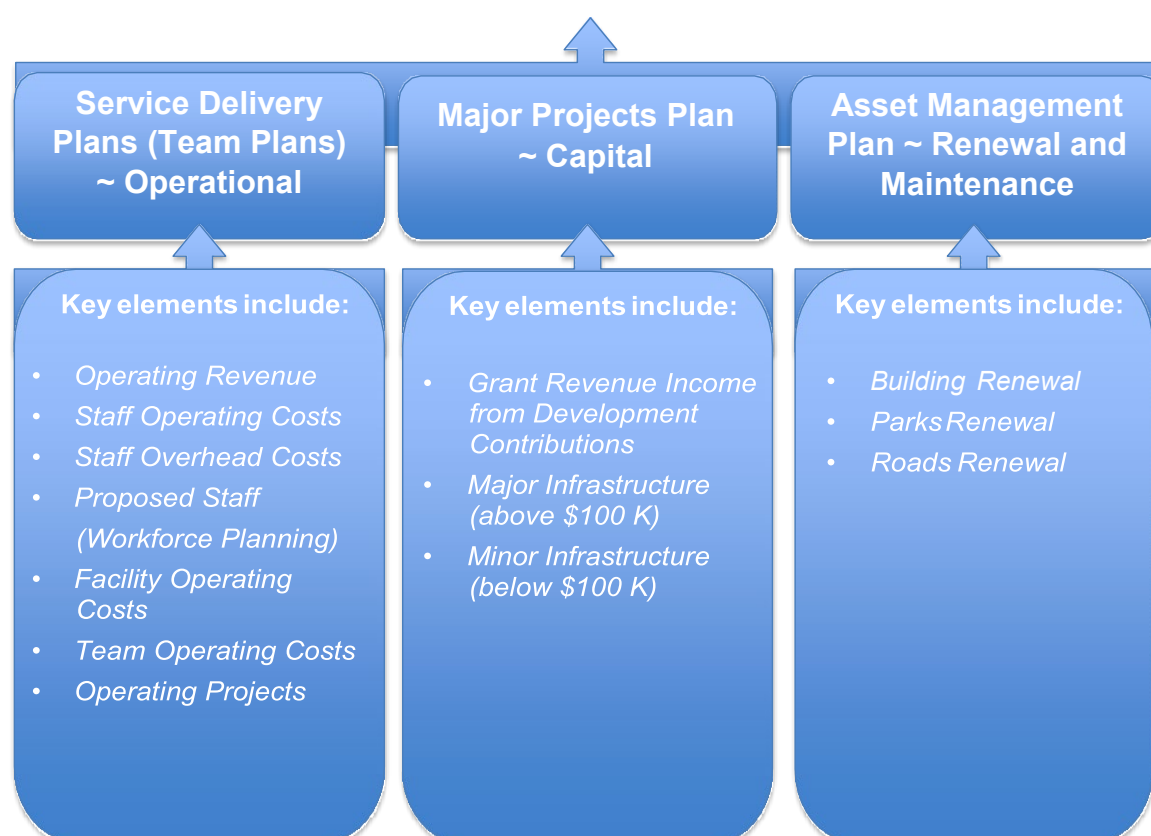 Service Delivery
Plans (Team Plans)
~ Operational
Major Projects Plan
~ Capital
Asset Management
Plan ~ Renewal and
Maintenance
Key elements include:
• Operating Revenue
• Staff Operating Costs
• Staff Overhead Costs
• Proposed Staff
(Workforce Planning)
• Facility Operating
Costs
• Team Operating Costs
• Operating Projects
Key elements include:
• Grant Revenue Income
from Development
Contributions
• Major Infrastructure
(above $100 K)
• Minor Infrastructure
(below $100 K)
Key elements include:
• Building Renewal
• Parks Renewal
• Roads Renewal